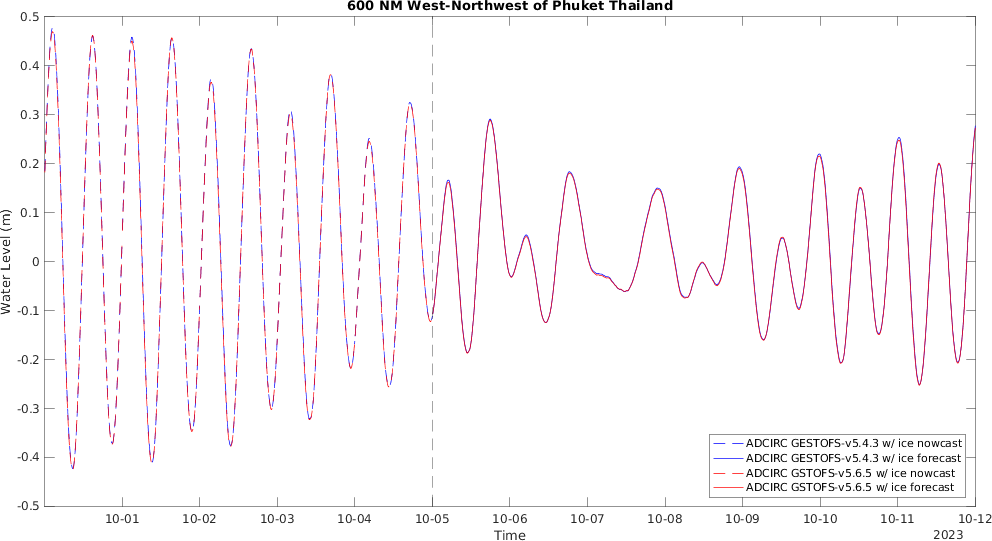 600 NM West-Northwest of Phuket Thailand
0.5
0.4
0.3
0.2
0.1
0
-0.1
-0.2
-0.3
-0.4
-0.5
Water Level (m)
ADCIRC GESTOFS-v5.4.3 w/ ice nowcast
ADCIRC GESTOFS-v5.4.3 w/ ice forecast
ADCIRC GSTOFS-v5.6.5 w/ ice nowcast
ADCIRC GSTOFS-v5.6.5 w/ ice forecast
10-01 10-02 10-03 10-04 10-05 10-06 10-07 10-08 10-09 10-10 10-11 10-12
Time
2023